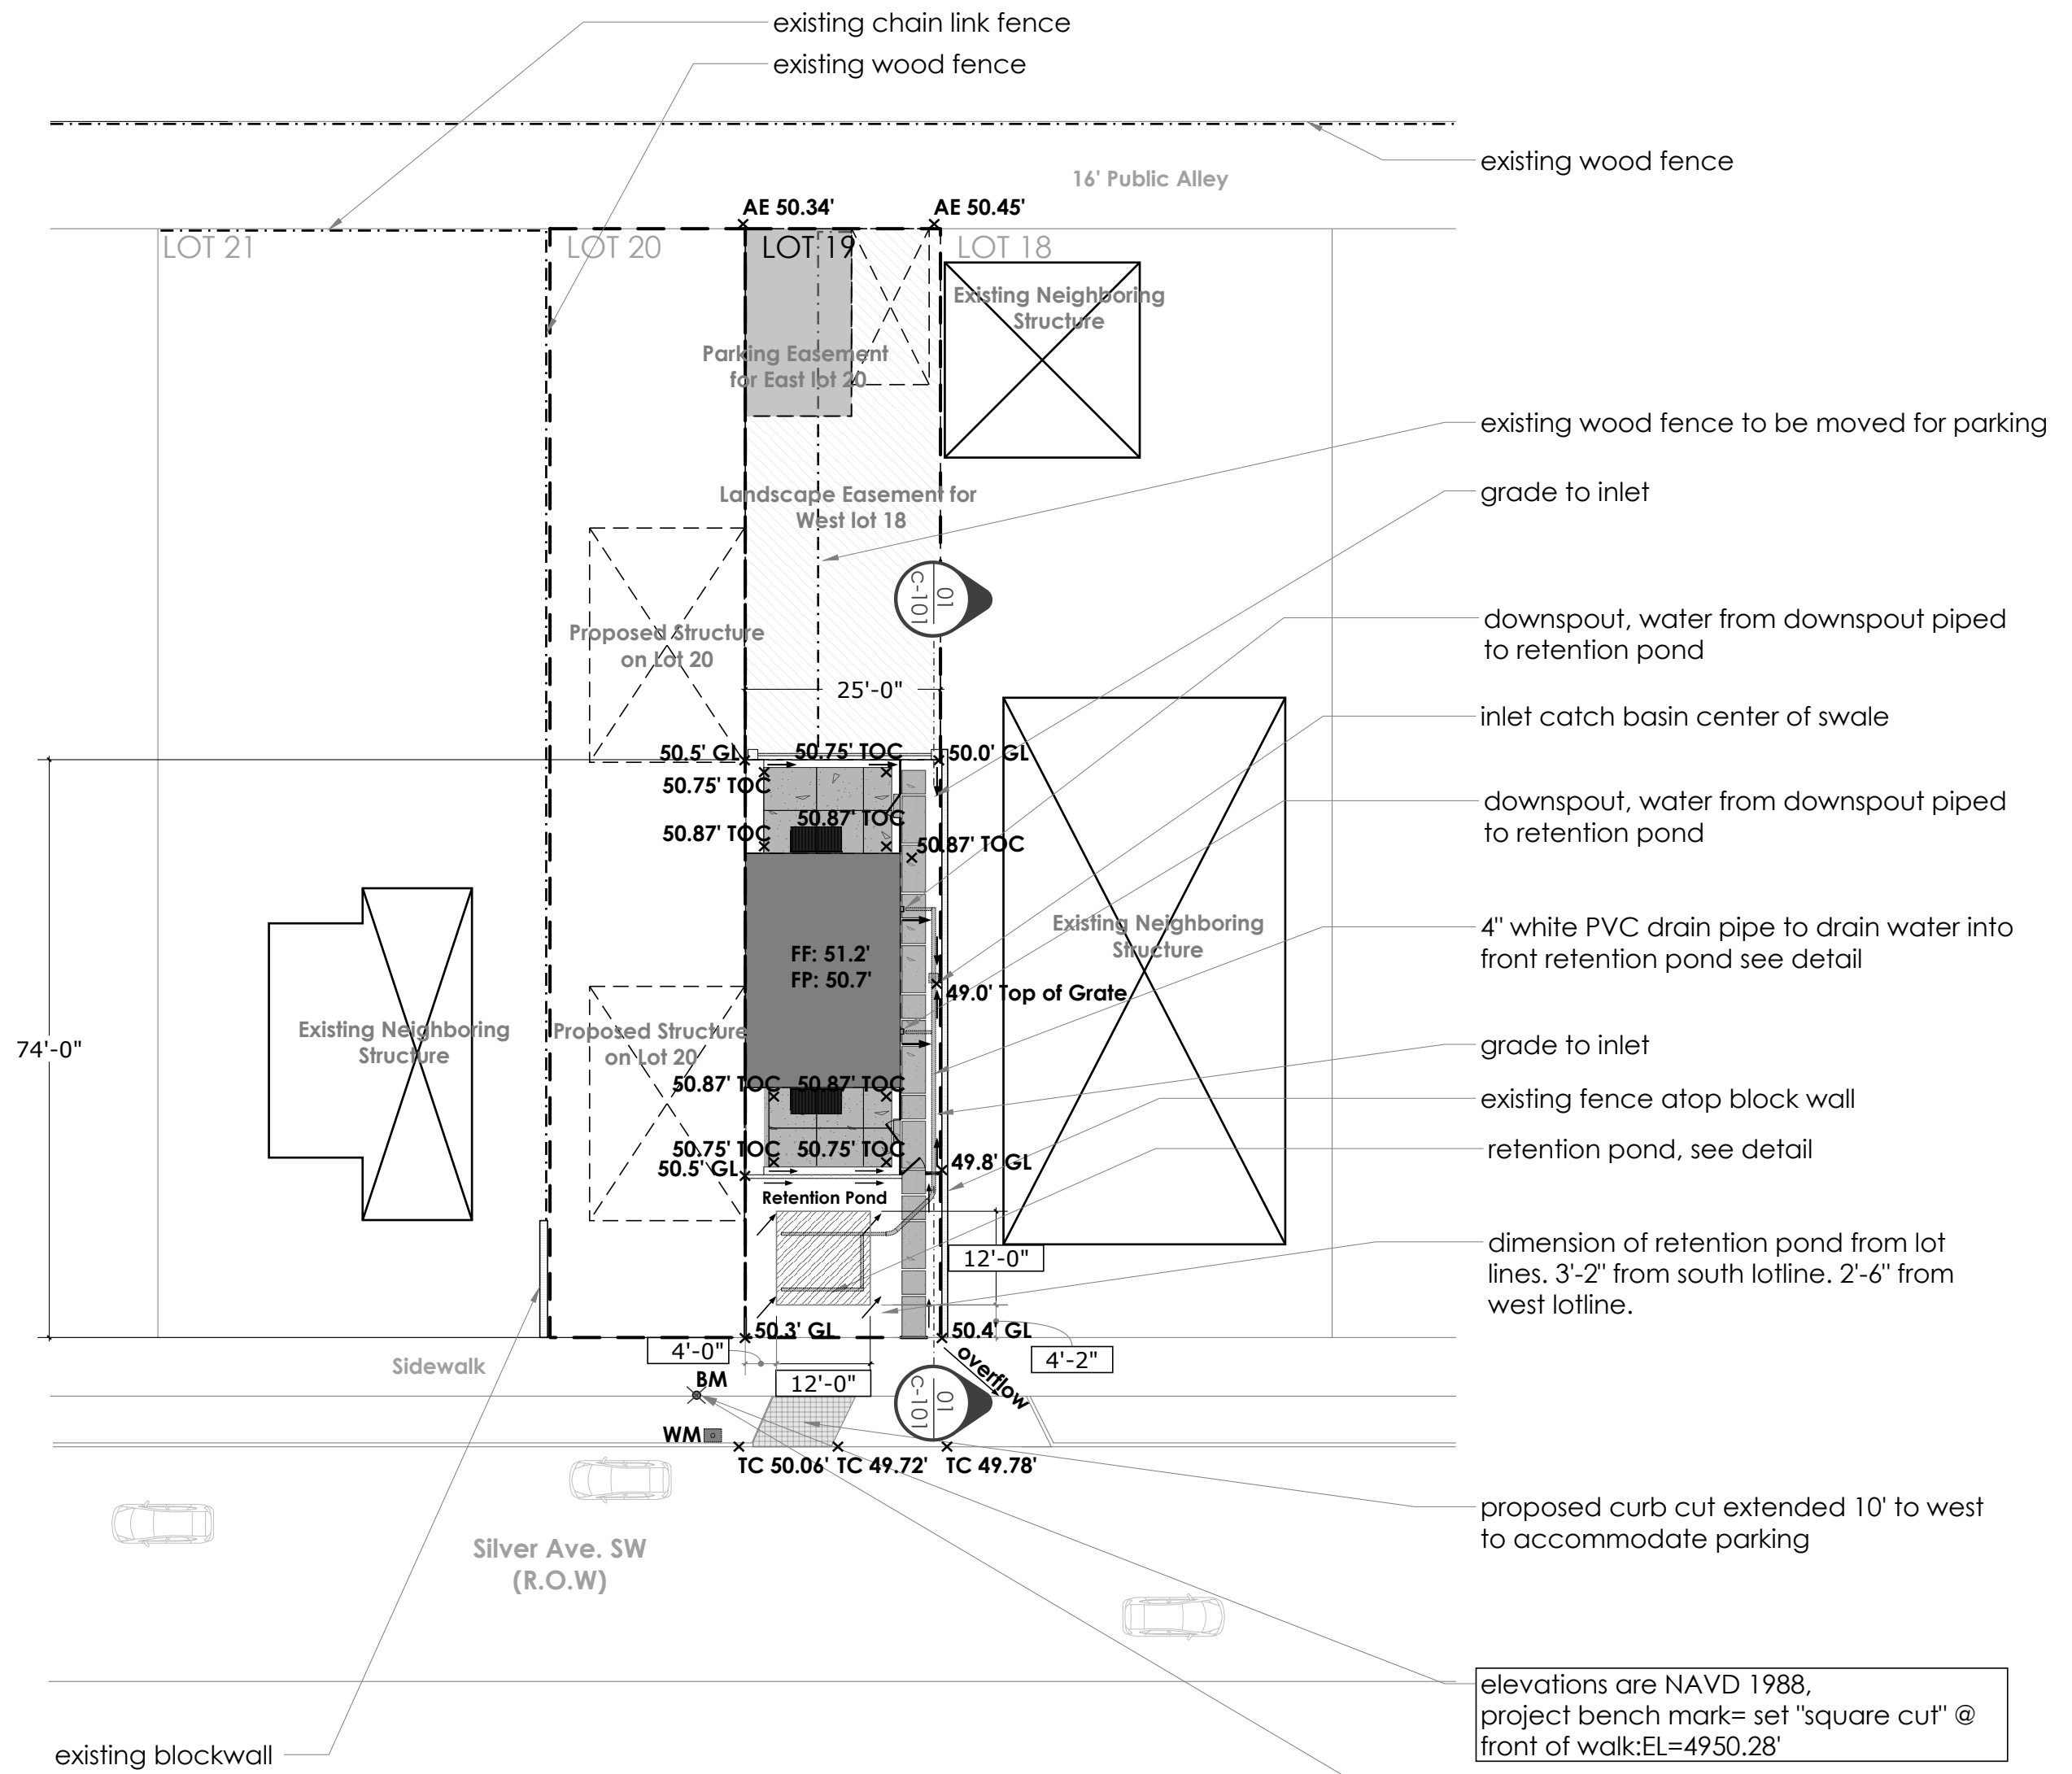 existing chain link fence
existing wood fence
existing wood fence
16' Public Alley
AE 50.34'
AE 50.45'
LOT 21
LOT 20
LOT 19
LOT 18
Existing Neighboring
Structure
Parking Easement
for East lot 20
existing wood fence to be moved for parking
grade to inlet
Landscape Easement for
West lot 18
01
C-101
downspout, water from downspout piped
to retention pond
Proposed Structure
on Lot 20
25'-0"
inlet catch basin center of swale
50.5' GL
50.75' TOC
50.0' GL
50.75' TOC
downspout, water from downspout piped
to retention pond
50.87' TOC
50.87' TOC
50.87' TOC
4" white PVC drain pipe to drain water into
front retention pond see detail
Existing Neighboring
Structure
FF: 51.2'
FP: 50.7'
49.0' Top of Grate
Existing Neighboring
Structure
Proposed Structure
on Lot 20
74'-0"
grade to inlet
50.87' TOC
50.87' TOC
existing fence atop block wall
50.75' TOC
50.75' TOC
retention pond, see detail
50.5' GL
49.8' GL
Retention Pond
12'-0"
dimension of retention pond from lot
lines. 3'-2" from south lotline. 2'-6" from
west lotline.
50.3' GL
50.4' GL
4'-0"
4'-2"
Sidewalk
overflow
BM
12'-0"
01
C-101
WM
TC 50.06'
TC 49.72'
TC 49.78'
proposed curb cut extended 10' to west
to accommodate parking
Silver Ave. SW
(R.O.W)
elevations are NAVD 1988,
project bench mark= set "square cut" @
front of walk:EL=4950.28'
existing blockwall